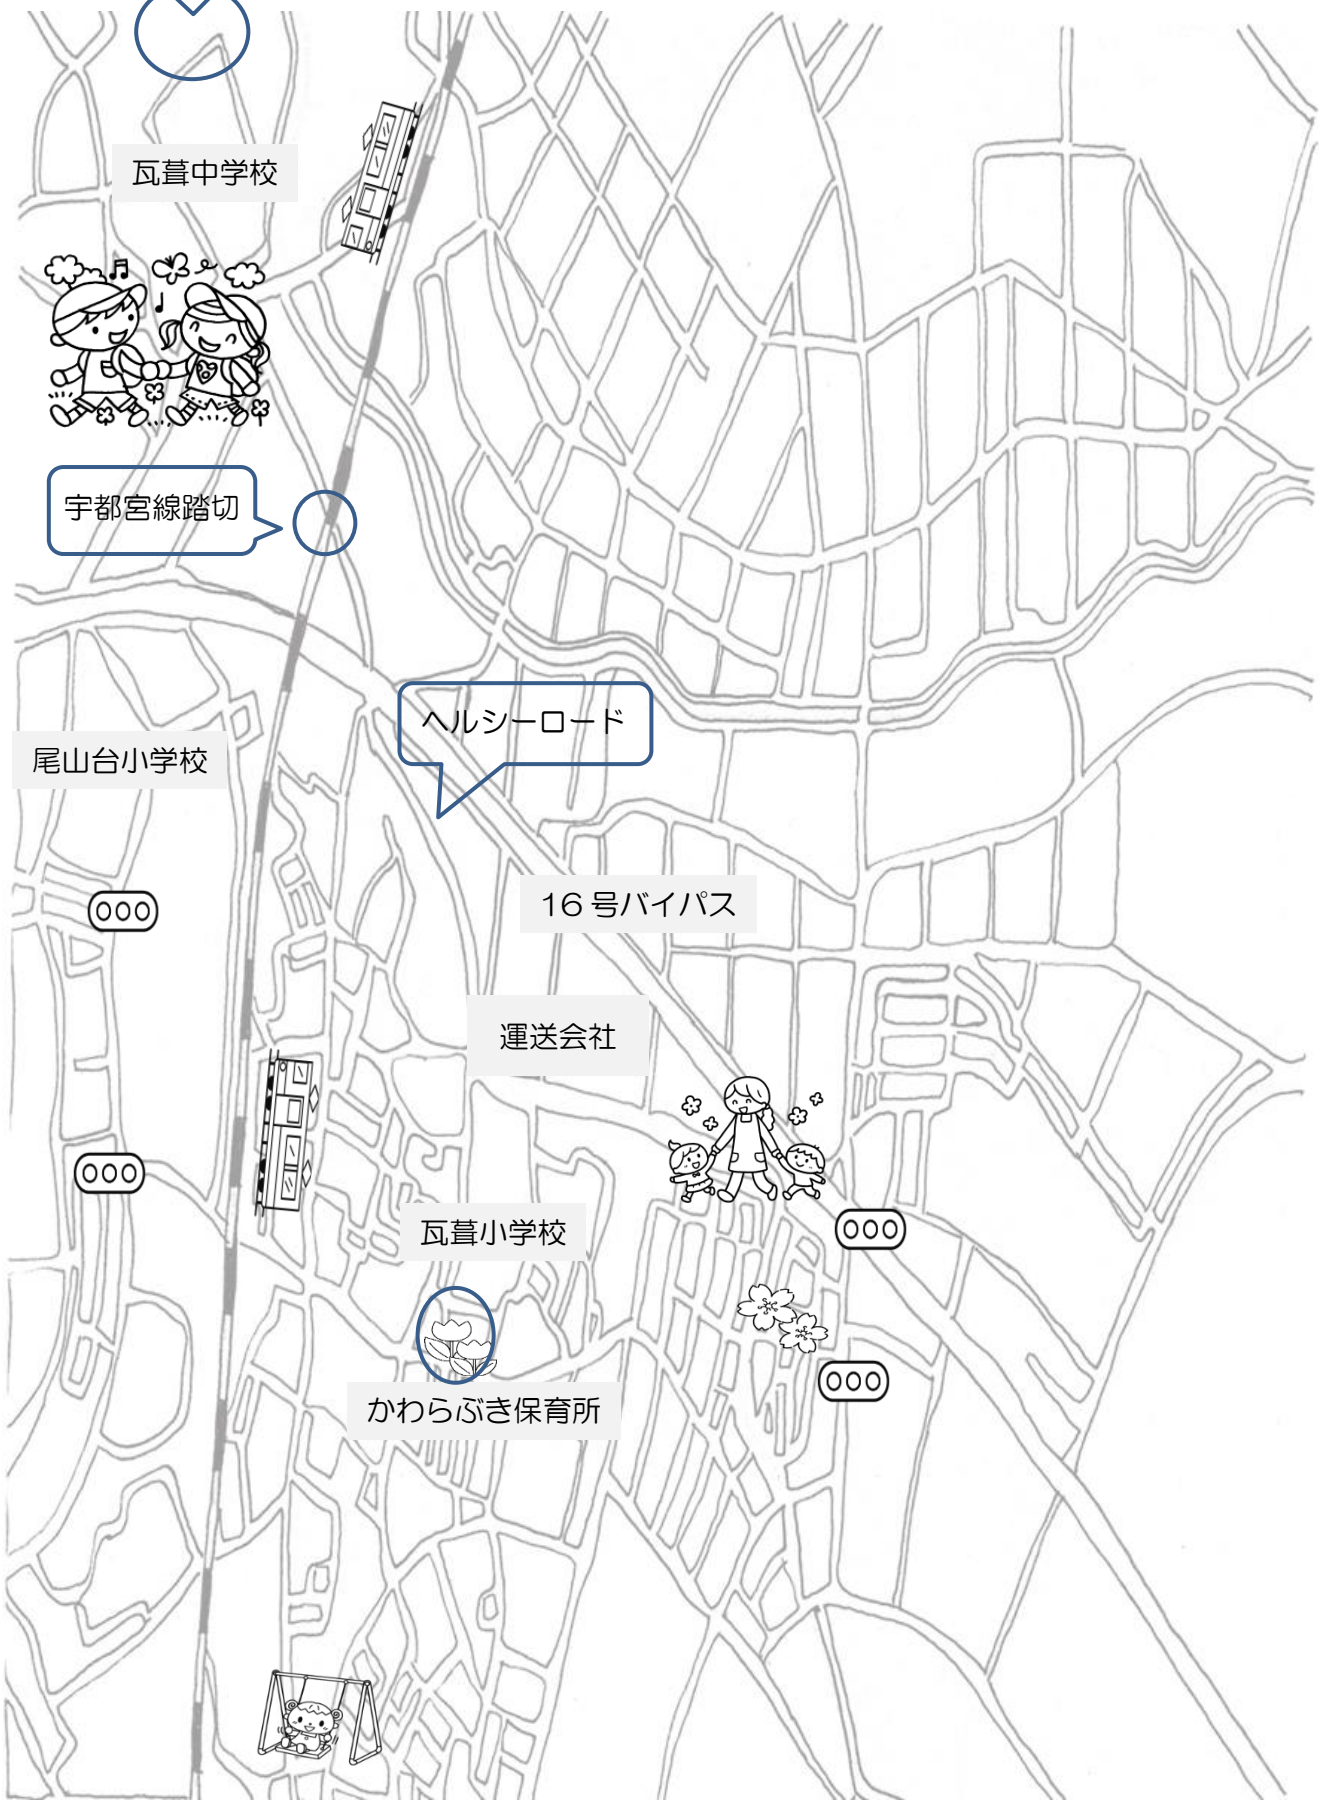 瓦葺中学校
宇都宮線踏切
ヘルシーロード
尾山台小学校
16号バイパス
運送会社
瓦葺小学校
かわらぶき保育所